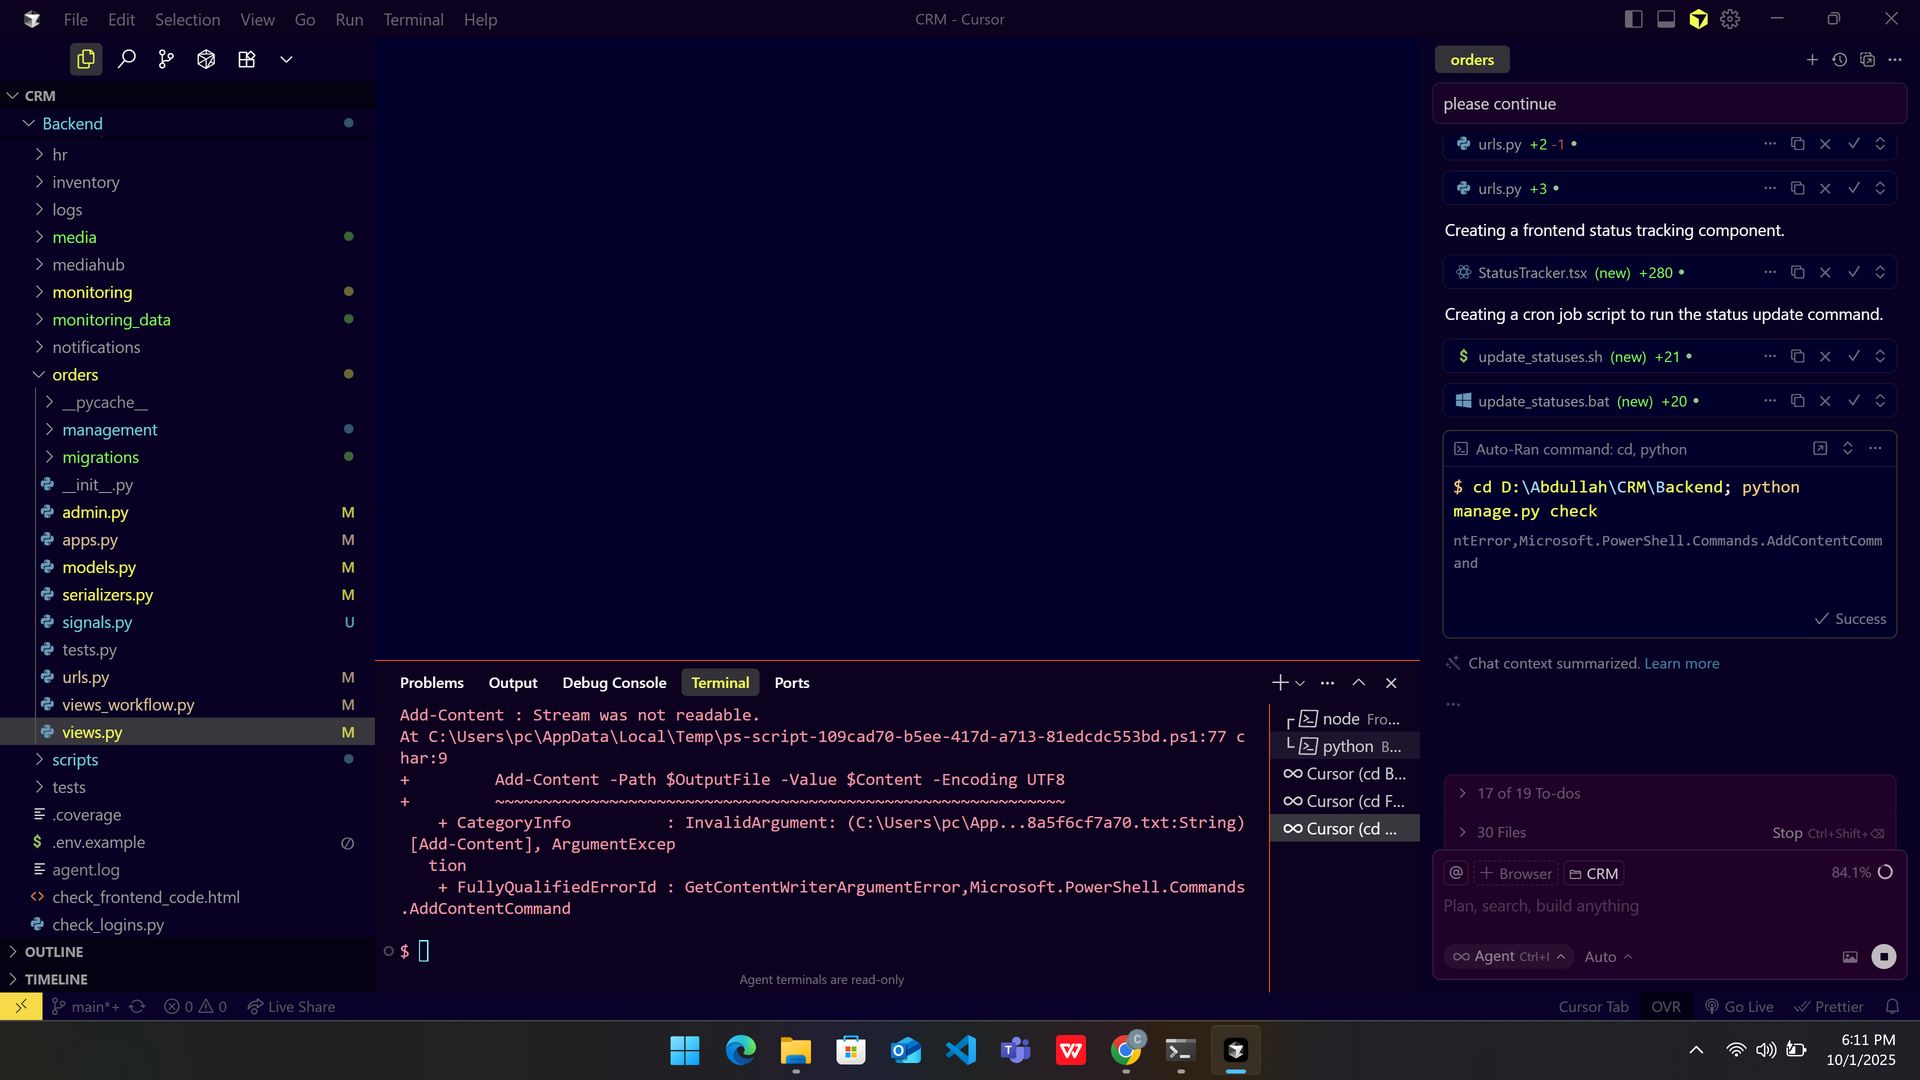 File Edit Selection View Go Run Terminal Help
CRM - Cursor
CRM
Backend
hr
inventory
logs
media
mediahub
monitoring
monitoring_data
notifications
orders
__pycache__
management
migrations
__init__.py
admin.py M
apps.py M
models.py M
serializers.py M
signals.py U
tests.py
urls.py M
views_workflow.py M
views.py M
scripts
tests
.coverage
.env.example
agent.log
check_frontend_code.html
check_logins.py
OUTLINE
TIMELINE
Problems Output Debug Console Terminal Ports
Add-Content : Stream was not readable.
At C:\Users\pc\AppData\Local\Temp\ps-script-109cad70-b5ee-417d-a713-81edcdc553bd.ps1:77 c
har:9
+         Add-Content -Path $OutputFile -Value $Content -Encoding UTF8
+         ~~~~~~~~~~~~~~~~~~~~~~~~~~~~~~~~~~~~~~~~~~~~~~~~~~~~~~~~~~~~
    + CategoryInfo          : InvalidArgument: (C:\Users\pc\App...8a5f6cf7a70.txt:String)
 [Add-Content], ArgumentExcep
   tion
    + FullyQualifiedErrorId : GetContentWriterArgumentError,Microsoft.PowerShell.Commands
.AddContentCommand
$
Agent terminals are read-only
node Fro...
python B...
Cursor (cd B...
Cursor (cd F...
Cursor (cd ...
orders
please continue
urls.py +2 -1 •
urls.py +3 •
Creating a frontend status tracking component.
StatusTracker.tsx (new) +280 •
Creating a cron job script to run the status update command.
$ update_statuses.sh (new) +21 •
update_statuses.bat (new) +20 •
Auto-Ran command: cd, python
$ cd D:\Abdullah\CRM\Backend; python
manage.py check
ntError,Microsoft.PowerShell.Commands.AddContentComm
and
Success
Chat context summarized. Learn more
...
17 of 19 To-dos
30 Files Stop Ctrl+Shift+⌫
@ + Browser CRM 84.1%
Plan, search, build anything
Agent Ctrl+I Auto
main*+ 0 0 Live Share
Cursor Tab OVR Go Live Prettier
6:11 PM
10/1/2025